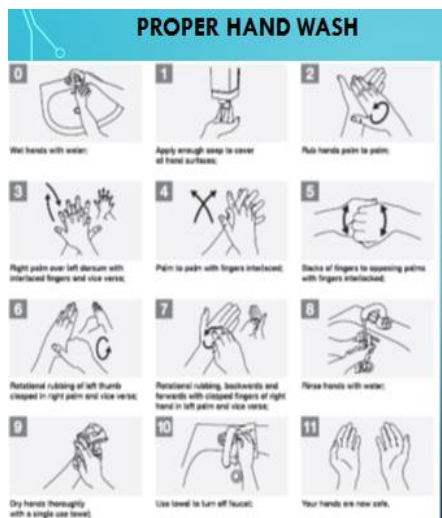 PROPER HAND WASH
0
Wet hands with water;
1
Apply enough soap to cover
all hand surfaces;
2
Rub hands palm to palm;
3
Right palm over left dorsum with
interlaced fingers and vice versa;
4
Palm to palm with fingers interlaced;
5
Backs of fingers to opposing palms
with fingers interlocked;
6
Rotational rubbing of left thumb
clasped in right palm and vice versa;
7
Rotational rubbing, backwards and
forwards with clasped fingers of right
hand in left palm and vice versa;
8
Rinse hands with water;
9
Dry hands thoroughly
with a single use towel;
10
Use towel to turn off faucet;
11
Your hands are now safe.